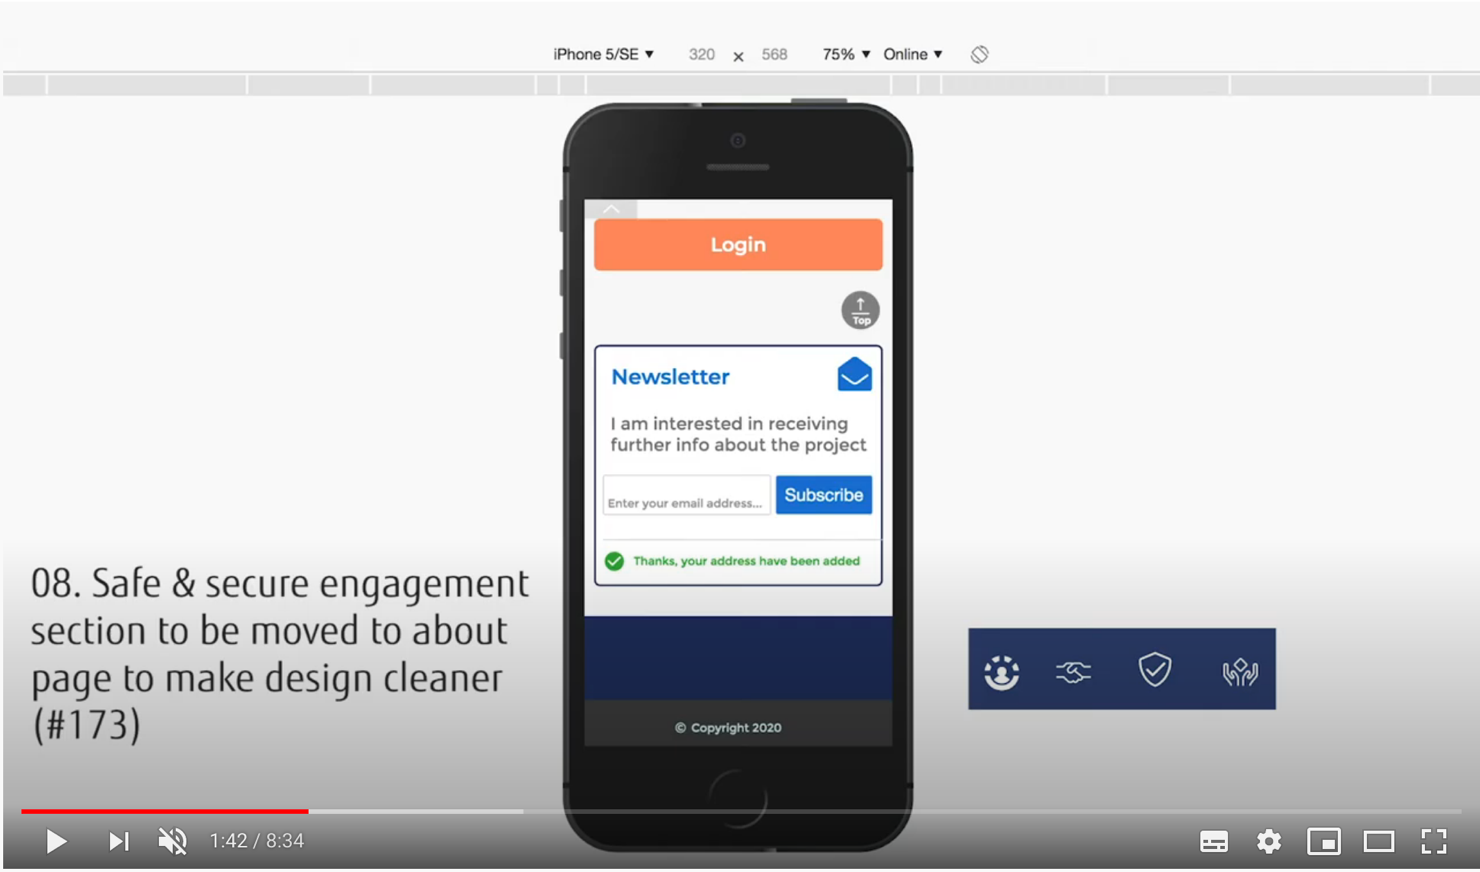 iPhone 5/SE ▼ 320 × 568 75% ▼ Online ▼
Login
Top
Newsletter
I am interested in receiving
further info about the project
Enter your email address...
Subscribe
Thanks, your address have been added
08. Safe & secure engagement
section to be moved to about
page to make design cleaner
(#173)
© Copyright 2020
1:42 / 8:34